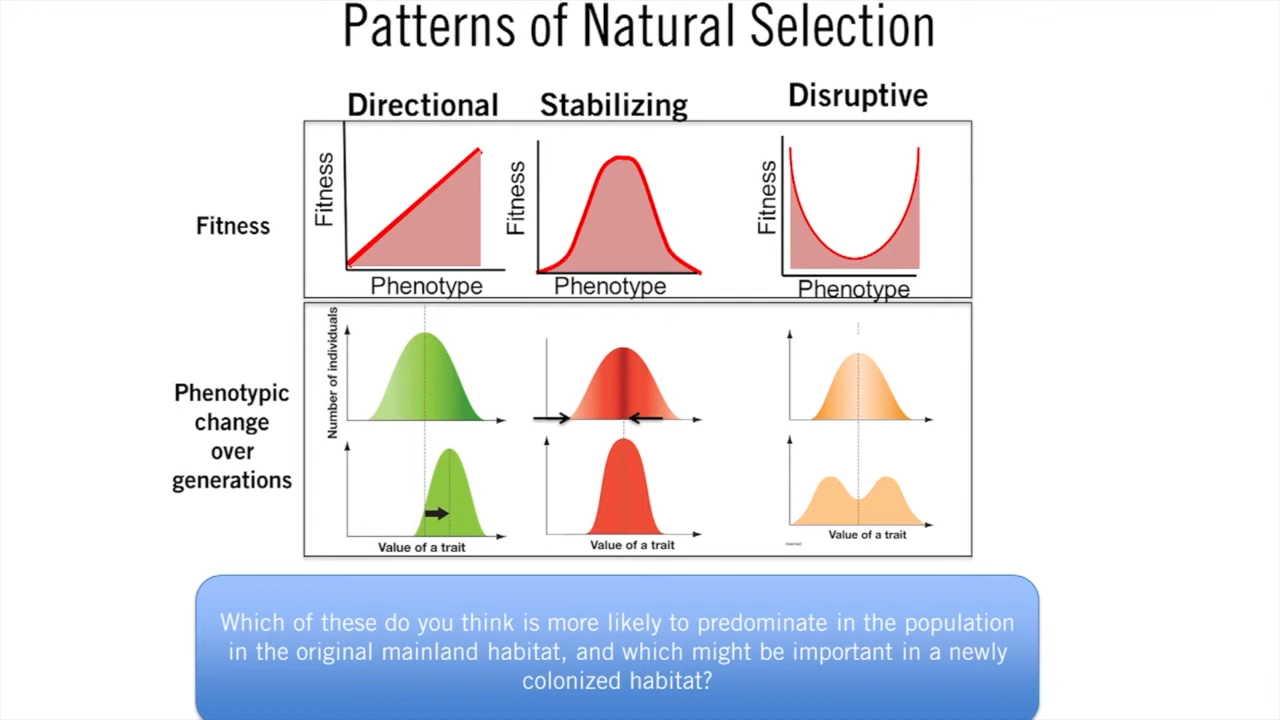 Patterns of Natural Selection
Directional
Stabilizing
Disruptive
Fitness
Fitness
Phenotype
Fitness
Phenotype
Fitness
Phenotype
Phenotypic
change
over
generations
Number of individuals
Value of a trait
Value of a trait
Value of a trait
Which of these do you think is more likely to predominate in the population
in the original mainland habitat, and which might be important in a newly
colonized habitat?